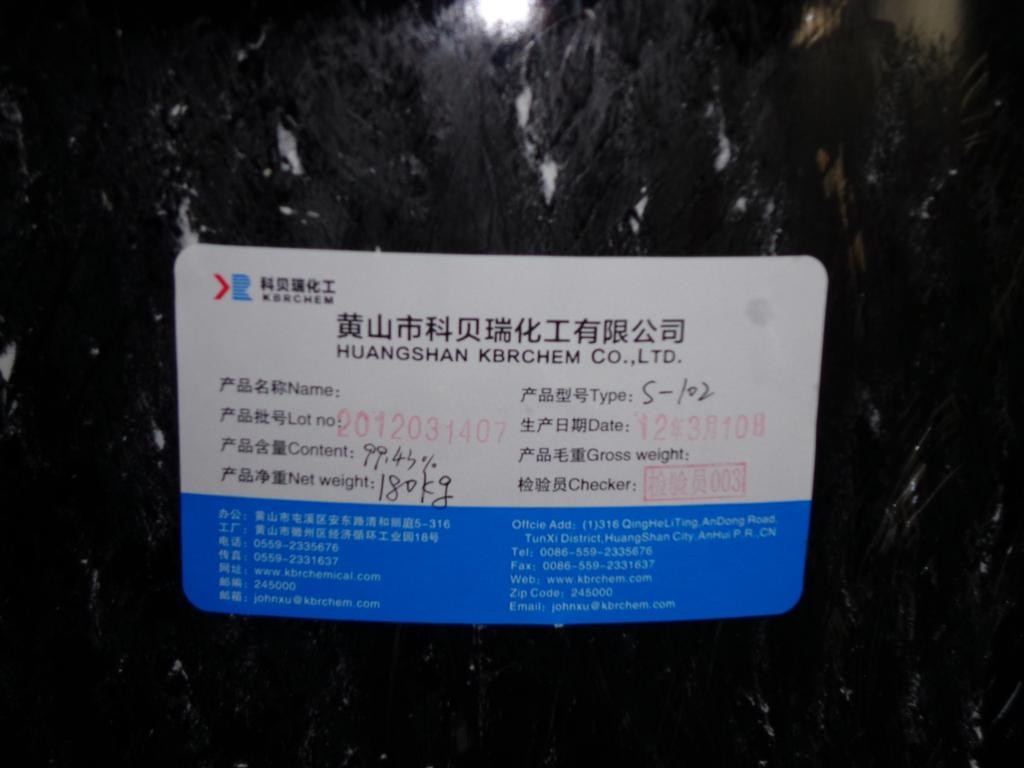 科贝瑞化工
KBRCHEM
黄山市科贝瑞化工有限公司
HUANGSHAN KBRCHEM CO.,LTD.
产品名称Name:
产品型号Type: S-102
产品批号Lot no: 2012031407
生产日期Date: 12年3月10日
产品含量Content: 99.45%
产品毛重Gross weight:
产品净重Net weight: 180kg
检验员Checker: 检验员003
办公: 黄山市屯溪区安东路清和丽庭5-316
工厂: 黄山市徽州区经济循环工业园18号
电话: 0559-2335676
传真: 0559-2331637
网址: www.kbrchemical.com
邮编: 245000
邮箱: johnxu@kbrchem.com
Offcie Add: (1)316 QingHeLiTing,AnDong Road,
TunXi District,HuangShan City,AnHui P.R.,CN
Tel: 0086-559-2335676
Fax: 0086-559-2331637
Web: www.kbrchem.com
Zip Code: 245000
Email: johnxu@kbrchem.com